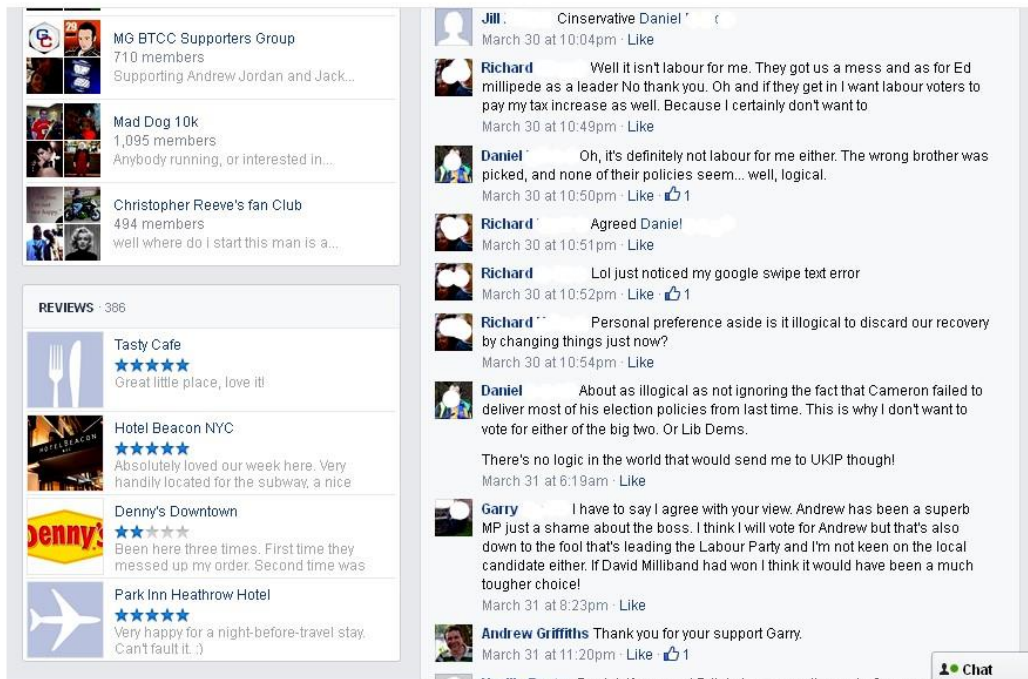 MG BTCC Supporters Group
710 members
Supporting Andrew Jordan and Jack...
Mad Dog 10k
1,095 members
Anybody running, or interested in...
Christopher Reeve's fan Club
494 members
well where do i start this man is a...
REVIEWS · 386
Tasty Cafe
Great little place, love it!
HOTEL BEACON
Hotel Beacon NYC
Absolutely loved our week here. Very
handily located for the subway, a nice
Denny's
Denny's Downtown
Been here three times. First time they
messed up my order. Second time was
Park Inn Heathrow Hotel
Very happy for a night-before-travel stay.
Can't fault it. :)
Jill Cinservative Daniel
March 30 at 10:04pm · Like
Richard Well it isn't labour for me. They got us a mess and as for Ed
millipede as a leader No thank you. Oh and if they get in I want labour voters to
pay my tax increase as well. Because I certainly don't want to
March 30 at 10:49pm · Like
Daniel Oh, it's definitely not labour for me either. The wrong brother was
picked, and none of their policies seem... well, logical.
March 30 at 10:50pm · Like · 1
Richard Agreed Daniel
March 30 at 10:51pm · Like
Richard Lol just noticed my google swipe text error
March 30 at 10:52pm · Like · 1
Richard Personal preference aside is it illogical to discard our recovery
by changing things just now?
March 30 at 10:54pm · Like
Daniel About as illogical as not ignoring the fact that Cameron failed to
deliver most of his election policies from last time. This is why I don't want to
vote for either of the big two. Or Lib Dems.
There's no logic in the world that would send me to UKIP though!
March 31 at 6:19am · Like
Garry I have to say I agree with your view. Andrew has been a superb
MP just a shame about the boss. I think I will vote for Andrew but that's also
down to the fool that's leading the Labour Party and I'm not keen on the local
candidate either. If David Milliband had won I think it would have been a much
tougher choice!
March 31 at 8:23pm · Like
Andrew Griffiths Thank you for your support Garry.
March 31 at 11:20pm · Like · 1
Chat